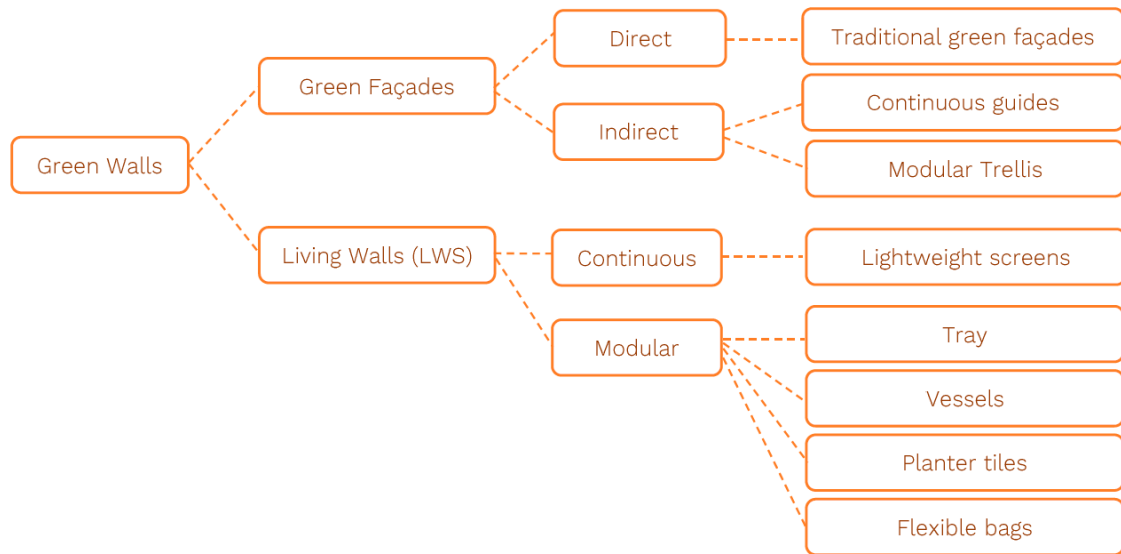 Green Walls
Green Façades
Living Walls (LWS)
Direct
Indirect
Continuous
Modular
Traditional green façades
Continuous guides
Modular Trellis
Lightweight screens
Tray
Vessels
Planter tiles
Flexible bags